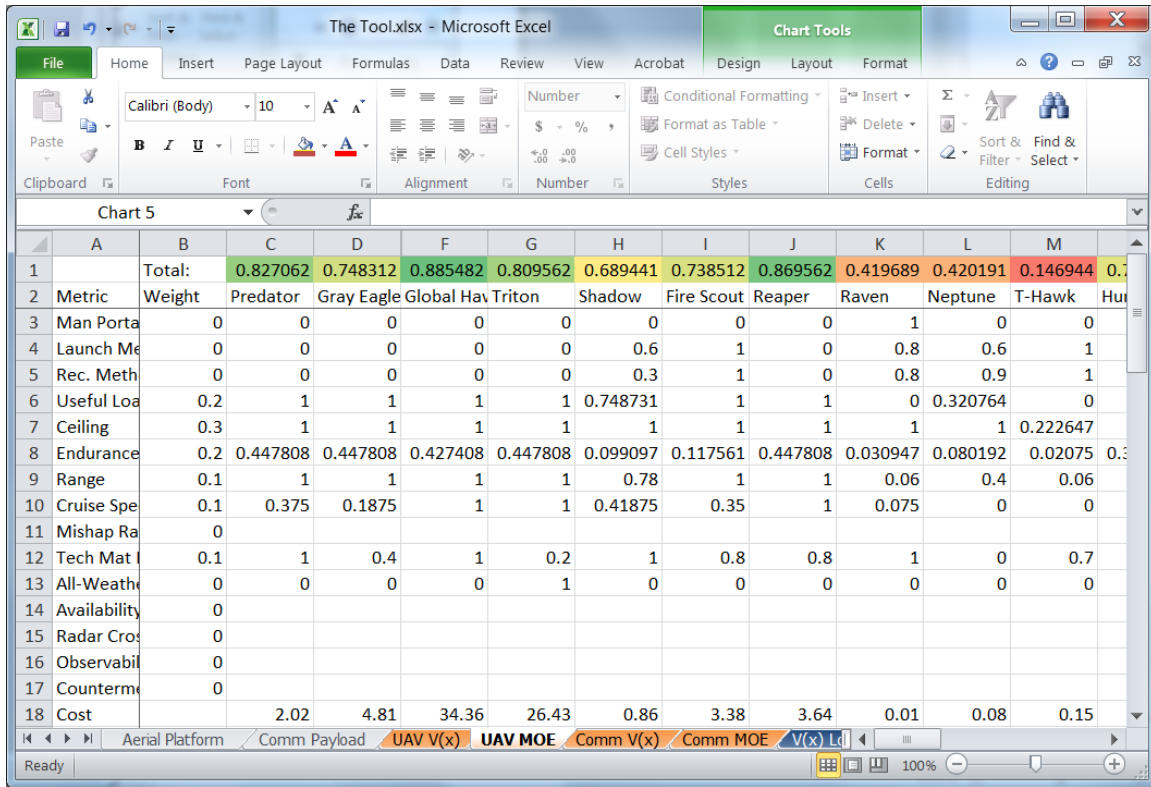 The Tool.xlsx - Microsoft Excel Chart Tools
File Home Insert Page Layout Formulas Data Review View Acrobat Design Layout Format
Calibri (Body) 10 A A Number Conditional Formatting Insert Σ
Paste $ % , Format as Table Delete Sort & Find &
B I U A .00 .00 Cell Styles Format Filter Select
Clipboard Font Alignment Number Styles Cells Editing
Chart 5 fx
A B C D F G H I J K L M
1 Total: 0.827062 0.748312 0.885482 0.809562 0.689441 0.738512 0.869562 0.419689 0.420191 0.146944 0.7
2 Metric Weight Predator Gray Eagle Global Hav Triton Shadow Fire Scout Reaper Raven Neptune T-Hawk Hur
3 Man Porta 0 0 0 0 0 0 0 0 1 0 0
4 Launch Me 0 0 0 0 0 0.6 1 0 0.8 0.6 1
5 Rec. Meth 0 0 0 0 0 0.3 1 0 0.8 0.9 1
6 Useful Loa 0.2 1 1 1 1 0.748731 1 1 0 0.320764 0
7 Ceiling 0.3 1 1 1 1 1 1 1 1 1 0.222647
8 Endurance 0.2 0.447808 0.447808 0.427408 0.447808 0.099097 0.117561 0.447808 0.030947 0.080192 0.02075 0.3
9 Range 0.1 1 1 1 1 0.78 1 1 0.06 0.4 0.06
10 Cruise Spe 0.1 0.375 0.1875 1 1 0.41875 0.35 1 0.075 0 0
11 Mishap Ra 0
12 Tech Mat 0.1 1 0.4 1 0.2 1 0.8 0.8 1 0 0.7
13 All-Weath 0 0 0 0 1 0 0 0 0 0 0
14 Availability 0
15 Radar Cros 0
16 Observabil 0
17 Counterme 0
18 Cost 2.02 4.81 34.36 26.43 0.86 3.38 3.64 0.01 0.08 0.15
Aerial Platform Comm Payload UAV V(x) UAV MOE Comm V(x) Comm MOE V(x) Lo
Ready 100%